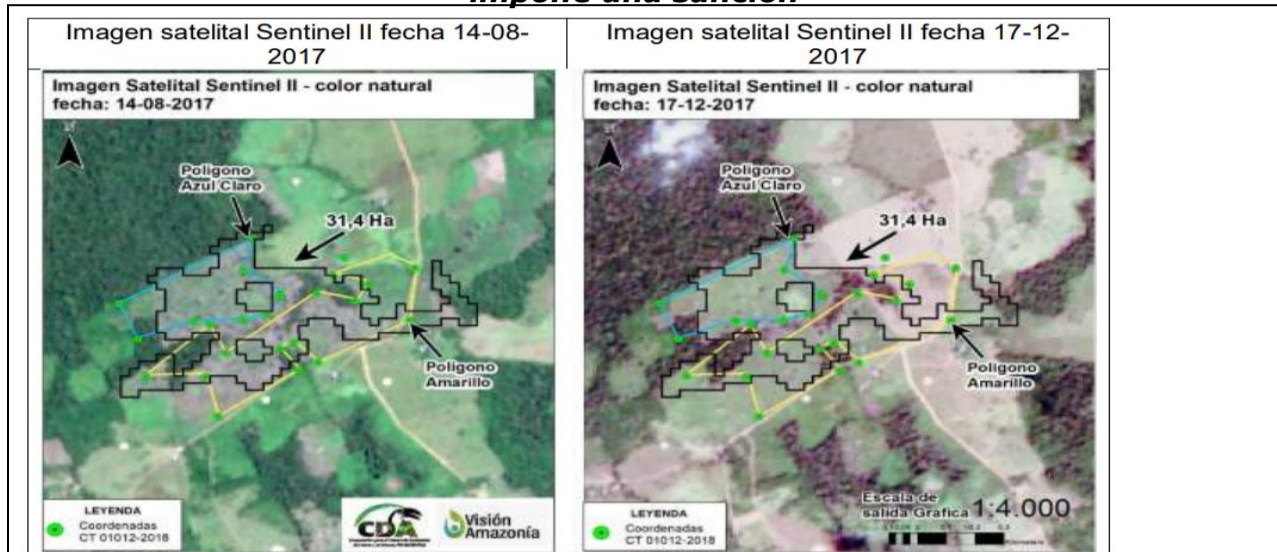 impone una sanción
Imagen satelital Sentinel II fecha 14-08-
2017
Imagen satelital Sentinel II fecha 17-12-
2017
Imagen Satelital Sentinel II - color natural
fecha: 14-08-2017
Poligono
Azul Claro
31,4 Ha
Poligono
Amarillo
LEYENDA
Coordenadas
CT 01012-2018
CDA
Visión
Amazonía
Imagen Satelital Sentinel II - color natural
fecha: 17-12-2017
Poligono
Azul Claro
31,4 Ha
Poligono
Amarillo
LEYENDA
Coordenadas
CT 01012-2018
Escala de
salida Grafica 1:4.000